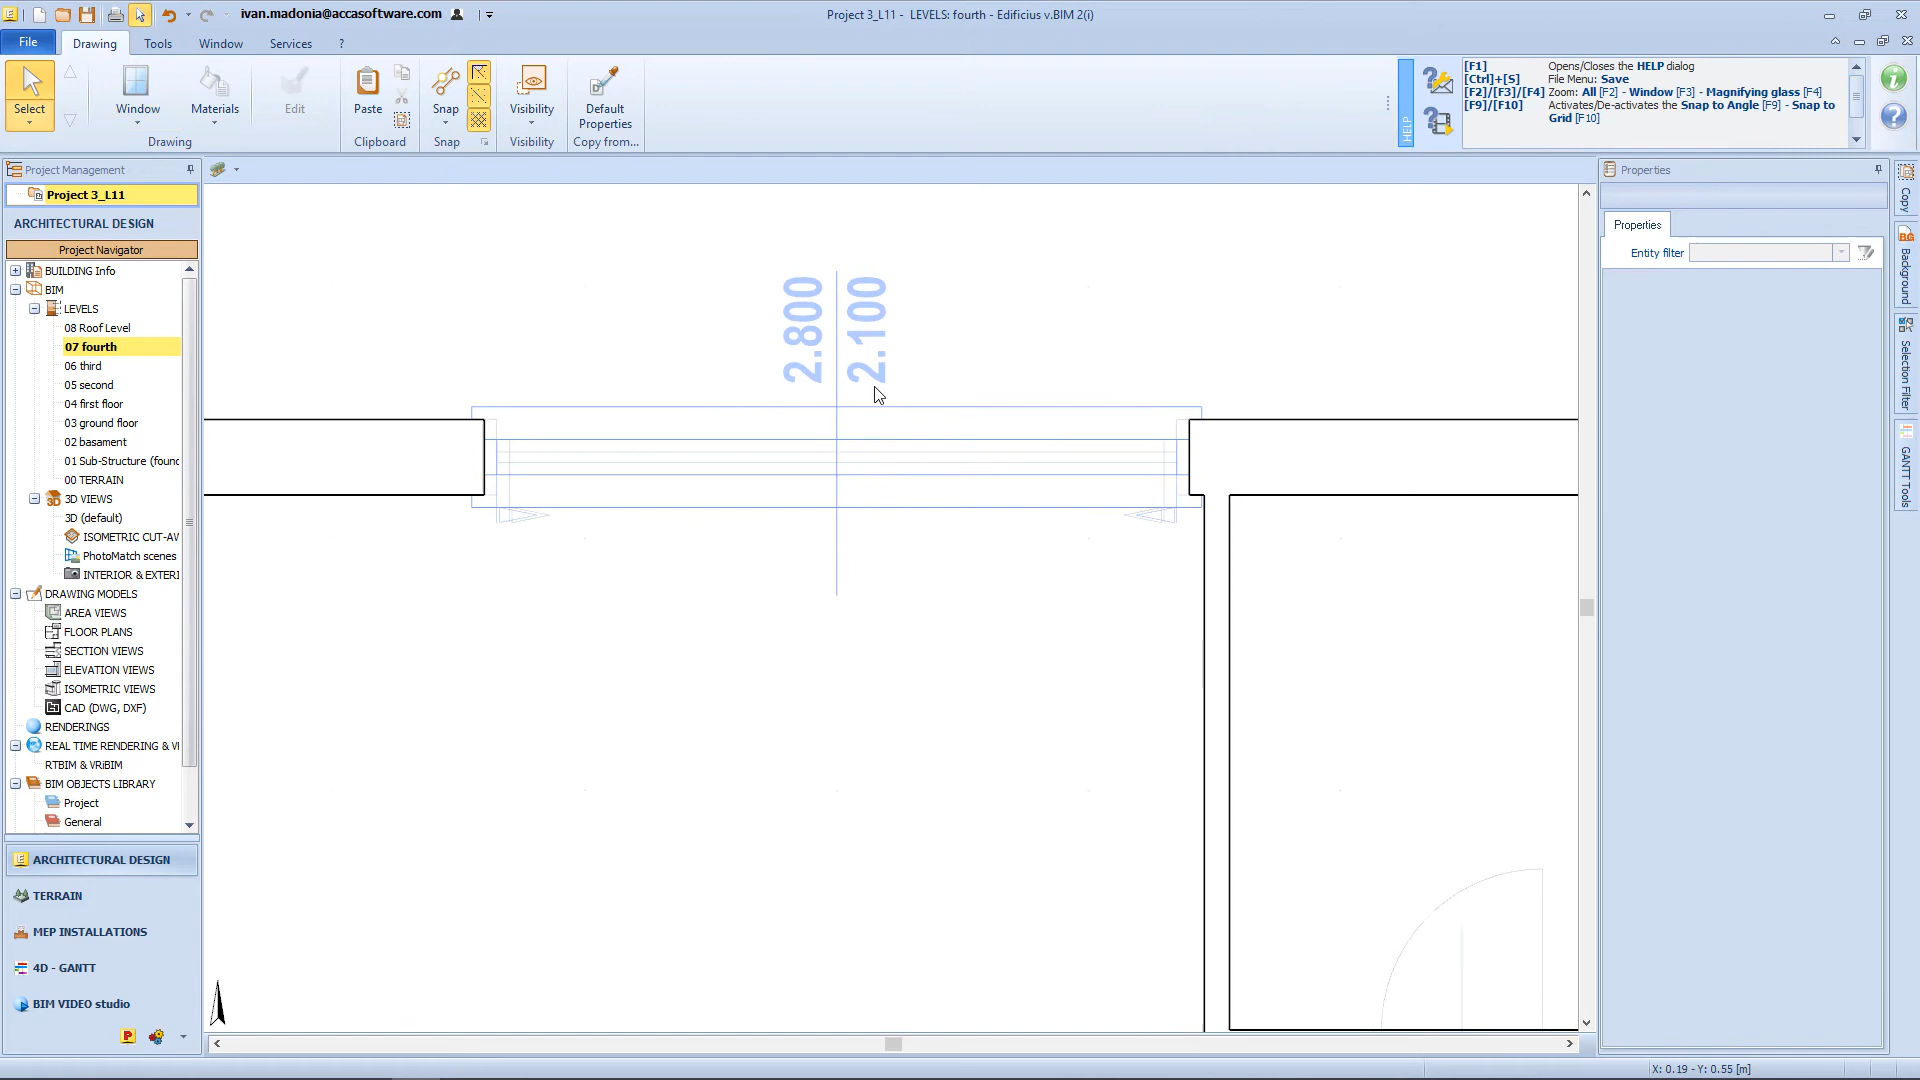 ivan.madonia@accasoftware.com
Project 3_L11 - LEVELS: fourth - Edificius v.BIM 2(i)
File
Drawing
Tools
Window
Services
?
Select
Window
Materials
Edit
Drawing
Paste
Clipboard
Snap
Snap
Visibility
Visibility
Default
Properties
Copy from...
HELP
[F1] Opens/Closes the HELP dialog
[Ctrl]+[S] File Menu: Save
[F2]/[F3]/[F4] Zoom: All [F2] - Window [F3] - Magnifying glass [F4]
[F9]/[F10] Activates/De-activates the Snap to Angle [F9] - Snap to
Grid [F10]
Project Management
Project 3_L11
ARCHITECTURAL DESIGN
Project Navigator
BUILDING Info
BIM
LEVELS
08 Roof Level
07 fourth
06 third
05 second
04 first floor
03 ground floor
02 basament
01 Sub-Structure (found
00 TERRAIN
3D VIEWS
3D (default)
ISOMETRIC CUT-AW
PhotoMatch scenes
INTERIOR & EXTERI
DRAWING MODELS
AREA VIEWS
FLOOR PLANS
SECTION VIEWS
ELEVATION VIEWS
ISOMETRIC VIEWS
CAD (DWG, DXF)
RENDERINGS
REAL TIME RENDERING & VI
RTBIM & VRiBIM
BIM OBJECTS LIBRARY
Project
General
ARCHITECTURAL DESIGN
TERRAIN
MEP INSTALLATIONS
4D - GANTT
BIM VIDEO studio
2.800
2.100
Properties
Properties
Entity filter
Copy
BG
Background
Selection Filter
GANTT Tools
X: 0.19 - Y: 0.55 [m]